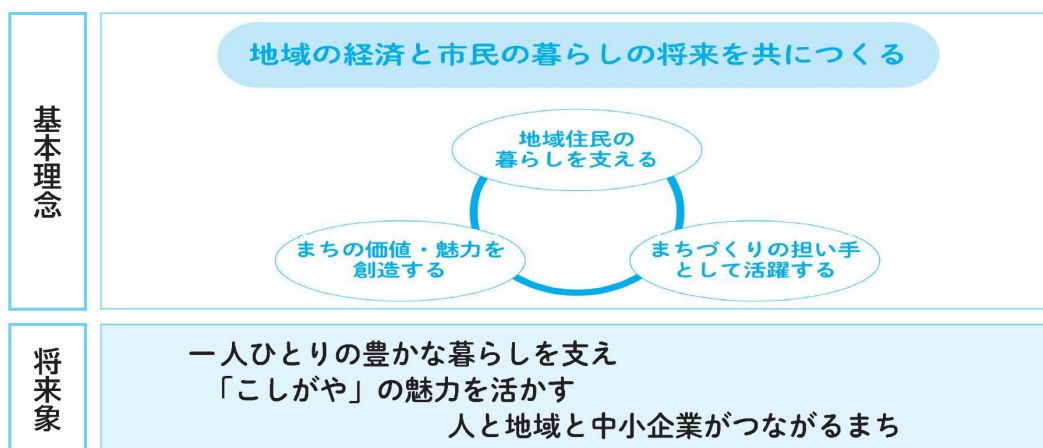 基本理念
地域の経済と市民の暮らしの将来を共につくる
地域住民の
暮らしを支える
まちの価値・魅力を
創造する
まちづくりの担い手
として活躍する
将来象
一人ひとりの豊かな暮らしを支え
「こしがや」の魅力を活かす
人と地域と中小企業がつながるまち